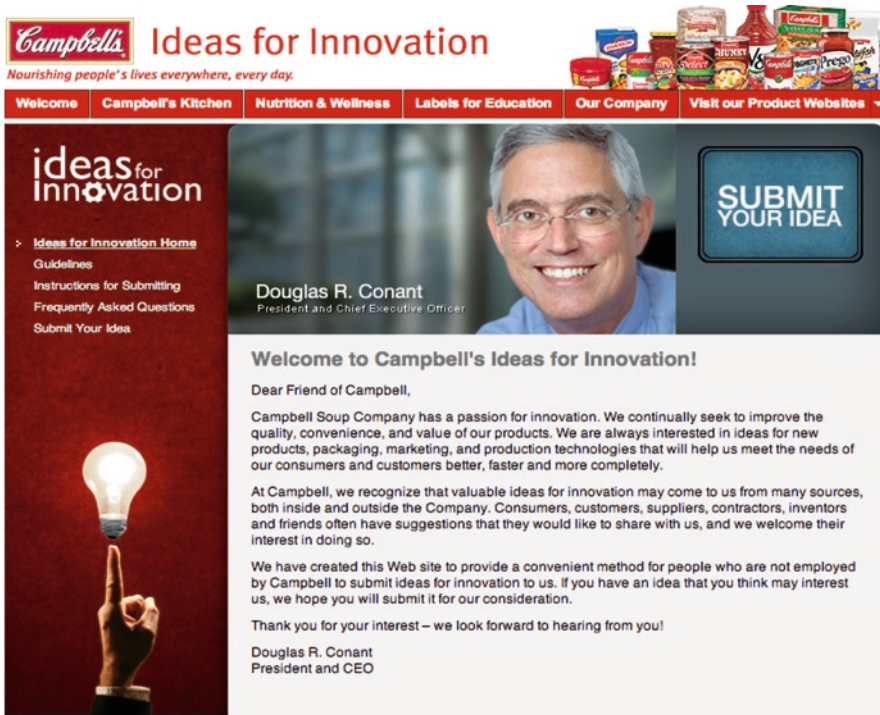 Campbell's Ideas for Innovation
Nourishing people's lives everywhere, every day.
Welcome Campbell's Kitchen Nutrition & Wellness Labels for Education Our Company Visit our Product Websites
ideas for
Innovation
Ideas for Innovation Home
Guidelines
Instructions for Submitting
Frequently Asked Questions
Submit Your Idea
Douglas R. Conant
President and Chief Executive Officer
SUBMIT
YOUR IDEA
Welcome to Campbell's Ideas for Innovation!
Dear Friend of Campbell,
Campbell Soup Company has a passion for innovation. We continually seek to improve the
quality, convenience, and value of our products. We are always interested in ideas for new
products, packaging, marketing, and production technologies that will help us meet the needs of
our consumers and customers better, faster and more completely.
At Campbell, we recognize that valuable ideas for innovation may come to us from many sources,
both inside and outside the Company. Consumers, customers, suppliers, contractors, inventors
and friends often have suggestions that they would like to share with us, and we welcome their
interest in doing so.
We have created this Web site to provide a convenient method for people who are not employed
by Campbell to submit ideas for innovation to us. If you have an idea that you think may interest
us, we hope you will submit it for our consideration.
Thank you for your interest – we look forward to hearing from you!
Douglas R. Conant
President and CEO
Prego
V8